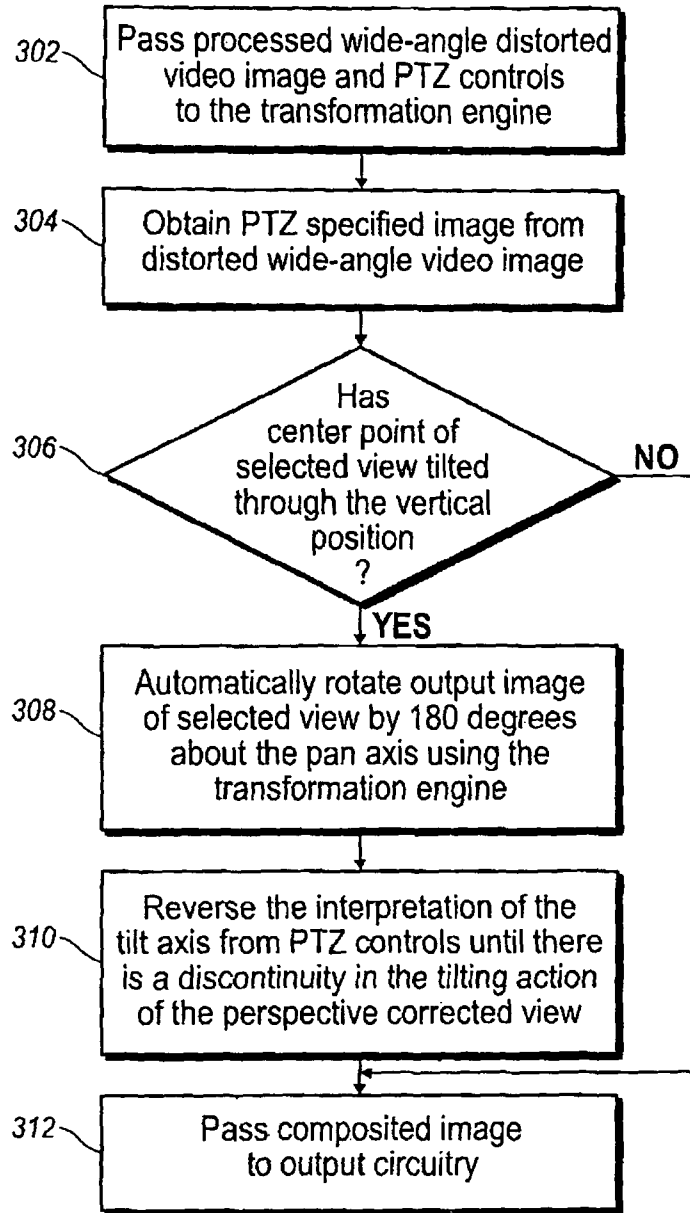 302
Pass processed wide-angle distorted
video image and PTZ controls
to the transformation engine
304
Obtain PTZ specified image from
distorted wide-angle video image
306
Has
center point of
selected view tilted
through the vertical
position
?
NO
YES
308
Automatically rotate output image
of selected view by 180 degrees
about the pan axis using the
transformation engine
310
Reverse the interpretation of the
tilt axis from PTZ controls until there
is a discontinuity in the tilting action
of the perspective corrected view
312
Pass composited image
to output circuitry